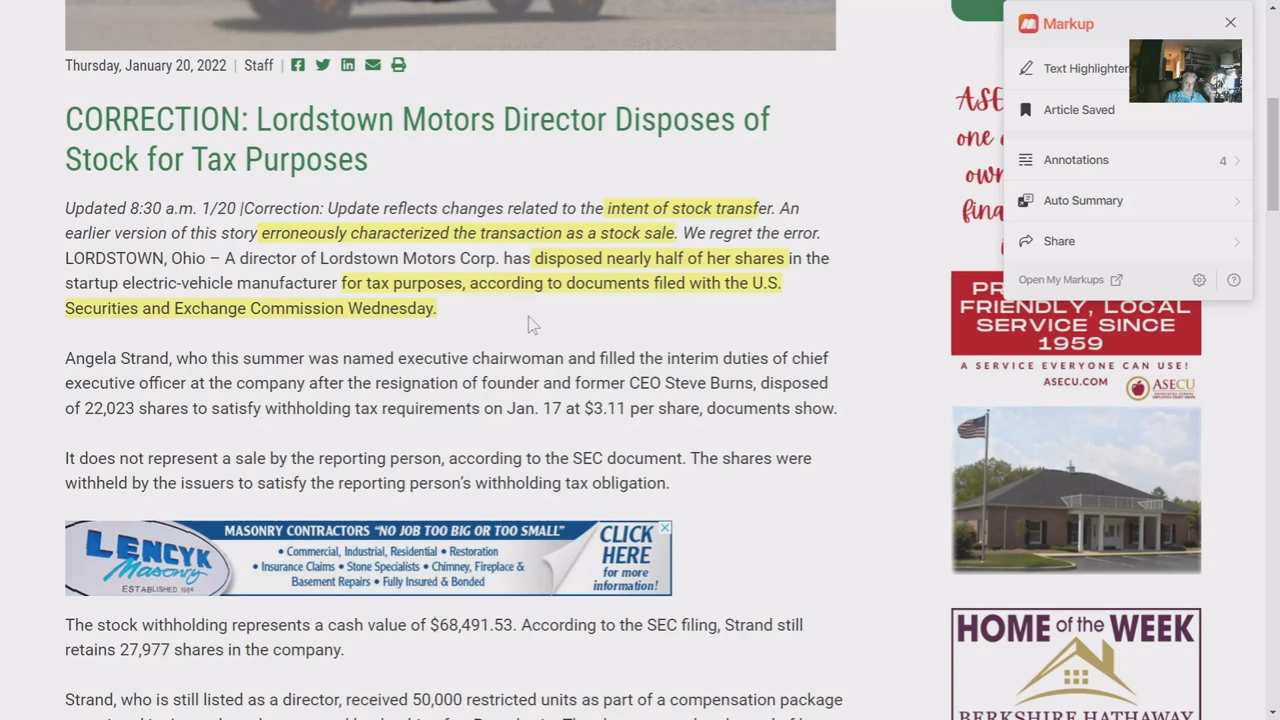 Thursday, January 20, 2022 | Staff
CORRECTION: Lordstown Motors Director Disposes of
Stock for Tax Purposes
Updated 8:30 a.m. 1/20 |Correction: Update reflects changes related to the intent of stock transfer. An
earlier version of this story erroneously characterized the transaction as a stock sale. We regret the error.
LORDSTOWN, Ohio – A director of Lordstown Motors Corp. has disposed nearly half of her shares in the
startup electric-vehicle manufacturer for tax purposes, according to documents filed with the U.S.
Securities and Exchange Commission Wednesday.
Angela Strand, who this summer was named executive chairwoman and filled the interim duties of chief
executive officer at the company after the resignation of founder and former CEO Steve Burns, disposed
of 22,023 shares to satisfy withholding tax requirements on Jan. 17 at $3.11 per share, documents show.
It does not represent a sale by the reporting person, according to the SEC document. The shares were
withheld by the issuers to satisfy the reporting person's withholding tax obligation.
LENCYK
Masonry
ESTABLISHED 1984
MASONRY CONTRACTORS "NO JOB TOO BIG OR TOO SMALL"
• Commercial, Industrial, Residential • Restoration
• Insurance Claims • Stone Specialists • Chimney, Fireplace &
Basement Repairs • Fully Insured & Bonded
CLICK
HERE
for more
information!
The stock withholding represents a cash value of $68,491.53. According to the SEC filing, Strand still
retains 27,977 shares in the company.
Strand, who is still listed as a director, received 50,000 restricted units as part of a compensation package
Markup
Text Highlighter
Article Saved
Annotations 4
Auto Summary
Share
Open My Markups
ASE
one
own
fina
PR
FRIENDLY, LOCAL
SERVICE SINCE
1959
A SERVICE EVERYONE CAN USE!
ASECU.COM
ASECU
HOME of the WEEK
BERKSHIRE HATHAWAY